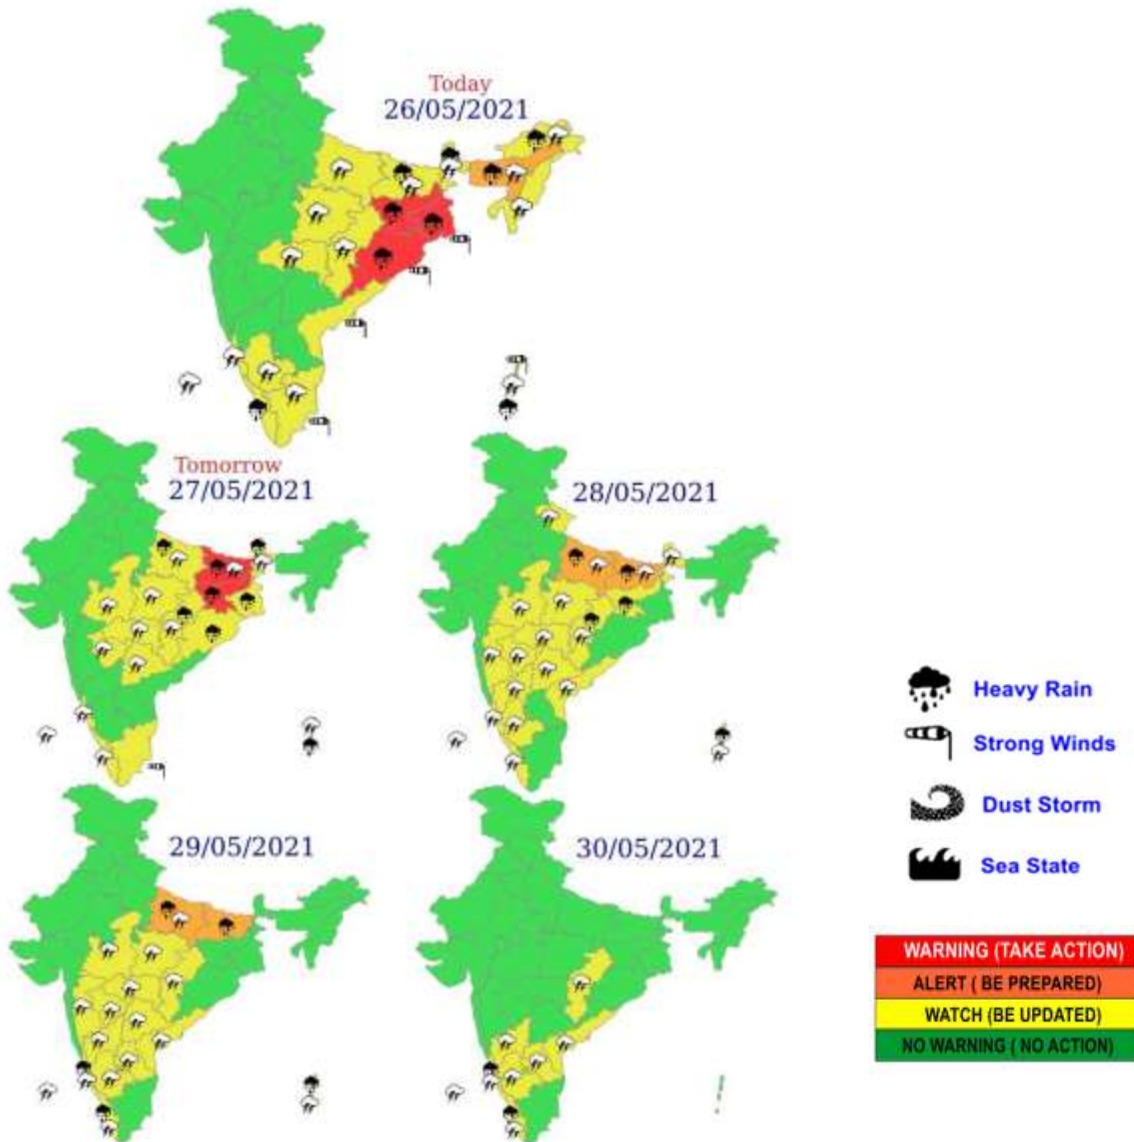 Today
26/05/2021
Tomorrow
27/05/2021
28/05/2021
29/05/2021
30/05/2021
Heavy Rain
Strong Winds
Dust Storm
Sea State
WARNING (TAKE ACTION)
ALERT ( BE PREPARED)
WATCH (BE UPDATED)
NO WARNING ( NO ACTION)